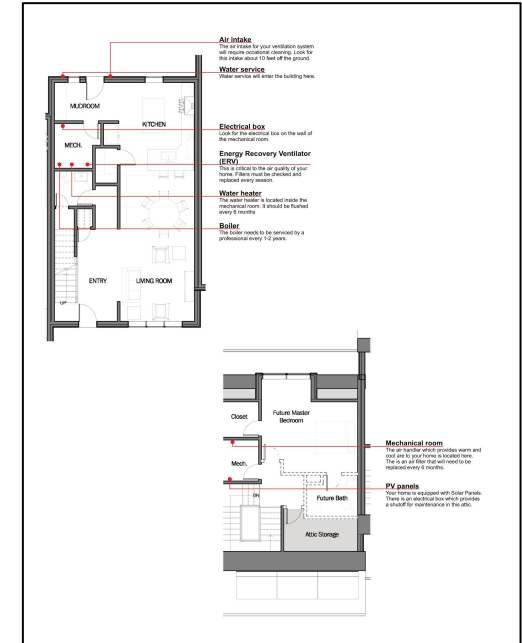 Air intake
The air intake for your ventilation system
will require occational cleaning. Look for
this intake about 10 feet off the ground.
Water service
Water service will enter the building here.
MUDROOM
KITCHEN
Electrical box
Look for the electrical box on the wall of
the mechanical room.
MECH.
Energy Recovery Ventilator
(ERV)
This is critical to the air quality of your
home. Filters must be checked and
replaced every season.
Water heater
The water heater is located inside the
mechanical room. It should be flushed
every 6 months
Boiler
The boiler needs to be serviced by a
professional every 1-2 years.
ENTRY
LIVING ROOM
UP
Closet
Future Master
Bedroom
Mechanical room
The air handler which provides warm and
cool are to your home is located here.
The is an air filter that will need to be
replaced every 6 months.
Mech.
PV panels
Your home is equipped with Solar Panels.
There is an electrical box which provides
a shutoff for maintenance in this attic.
DN
Future Bath
Attic Storage